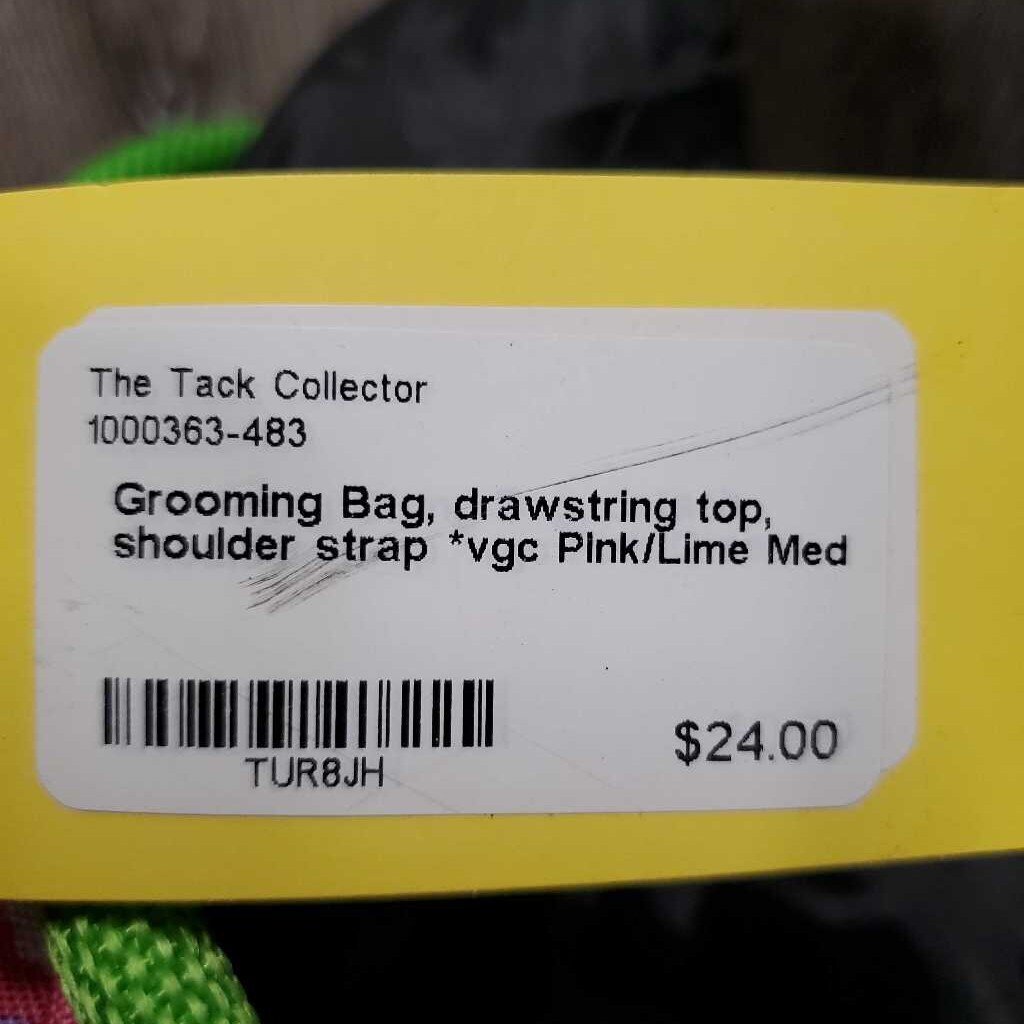 The Tack Collector
1000363-483
Grooming Bag, drawstring top,
shoulder strap *vgc Pink/Lime Med
TUR8JH
$24.00